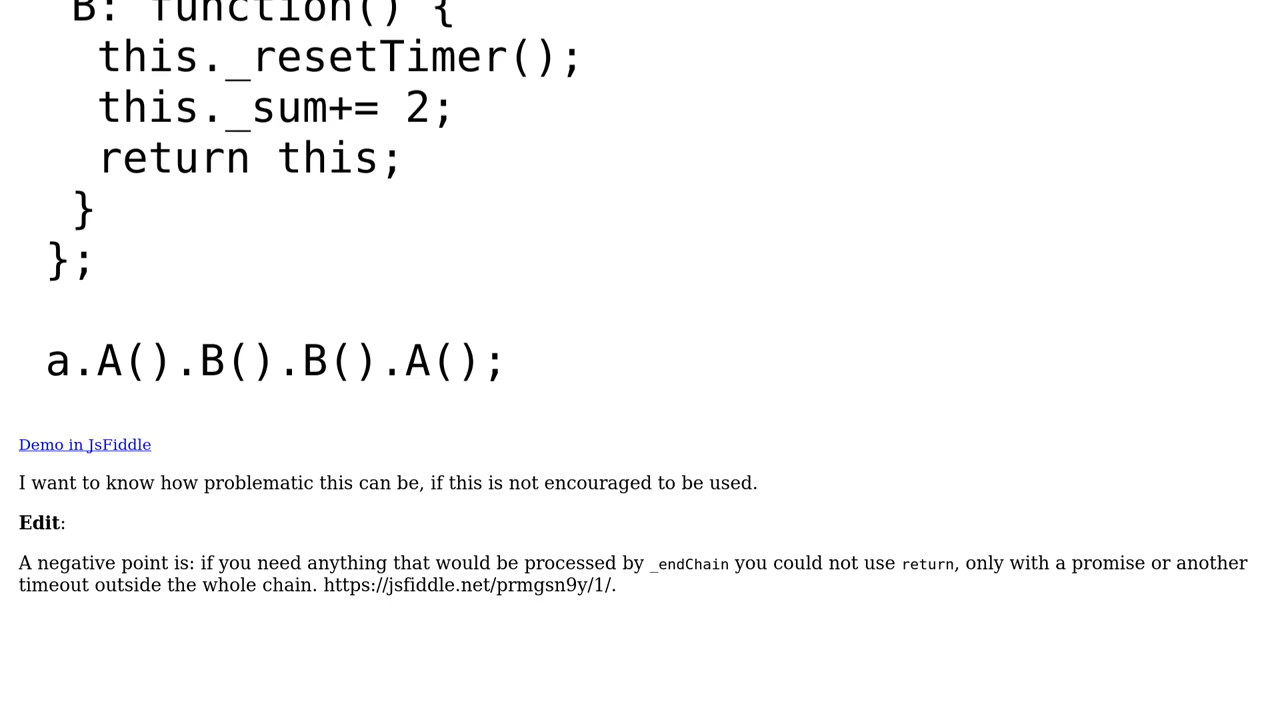 B: function() {
this._resetTimer();
this._sum+= 2;
return this;
}
};
a.A().B().B().A();
Demo in JsFiddle
I want to know how problematic this can be, if this is not encouraged to be used.
Edit:
A negative point is: if you need anything that would be processed by _endChain you could not use return, only with a promise or another
timeout outside the whole chain. https://jsfiddle.net/prmgsn9y/1/.